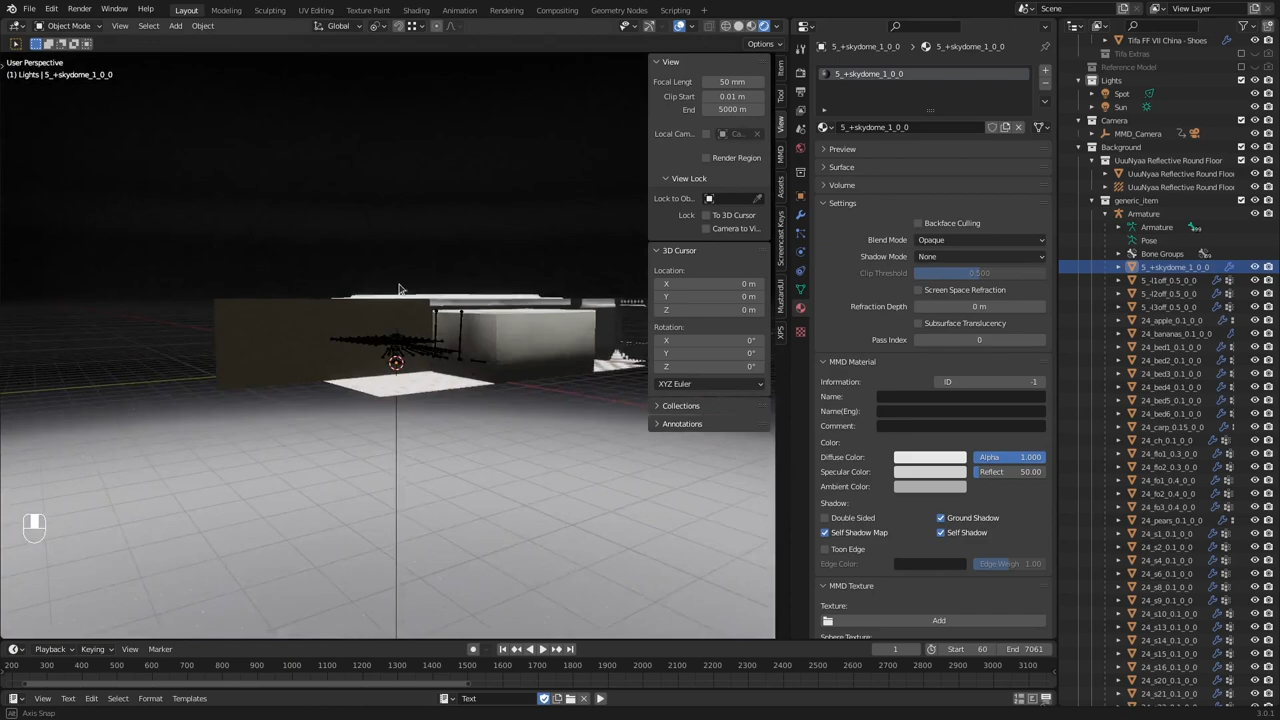 File Edit Render Window Help Layout Modeling Sculpting UV Editing Texture Paint Shading Animation Rendering Compositing Geometry Nodes Scripting Scene View Layer
Object Mode View Select Add Object Global
Options
User Perspective
(1) Lights | 5_+skydome_1_0_0
View
Focal Lengt 50 mm
Clip Start 0.01 m
End 5000 m
Local Cam... Ca...
Render Region
View Lock
Lock to Ob...
Lock To 3D Cursor
Camera to Vi...
3D Cursor
Location:
X 0 m
Y 0 m
Z 0 m
Rotation:
X 0°
Y 0°
Z 0°
XYZ Euler
Collections
Annotations
Item
Tool
View
MMD
Assets
Screencast Keys
MustardUI
XPS
5_+skydome_1_0_0 5_+skydome_1_0_0
5_+skydome_1_0_0
5_+skydome_1_0_0
Preview
Surface
Volume
Settings
Backface Culling
Blend Mode Opaque
Shadow Mode None
Clip Threshold 0.500
Screen Space Refraction
Refraction Depth 0 m
Subsurface Translucency
Pass Index 0
MMD Material
Information: ID -1
Name:
Name(Eng):
Comment:
Color:
Diffuse Color: Alpha 1.000
Specular Color: Reflect 50.00
Ambient Color:
Shadow:
Double Sided Ground Shadow
Self Shadow Map Self Shadow
Toon Edge
Edge Color: Edge Weigh 1.00
MMD Texture
Texture:
Add
Sphere Texture:
Tifa FF VII China - Shoes
Tifa Extras
Reference Model
Lights
Spot
Sun
Camera
MMD_Camera
Background
UuuNyaa Reflective Round Floor
UuuNyaa Reflective Round Floor
UuuNyaa Reflective Round Floor
generic_item
Armature
Armature
Pose
Bone Groups
5_+skydome_1_0_0
5_-l1off_0.5_0_0
5_-l2off_0.5_0_0
5_-l3off_0.5_0_0
24_apple_0.1_0_0
24_bananas_0.1_0_0
24_bed1_0.1_0_0
24_bed2_0.1_0_0
24_bed3_0.1_0_0
24_bed4_0.1_0_0
24_bed5_0.1_0_0
24_bed6_0.1_0_0
24_carp_0.15_0_0
24_ch_0.1_0_0
24_flo1_0.3_0_0
24_flo2_0.3_0_0
24_fo1_0.4_0_0
24_fo2_0.4_0_0
24_fo3_0.4_0_0
24_pears_0.1_0_0
24_s1_0.1_0_0
24_s2_0.1_0_0
24_s4_0.1_0_0
24_s6_0.1_0_0
24_s8_0.1_0_0
24_s9_0.1_0_0
24_s10_0.1_0_0
24_s13_0.1_0_0
24_s14_0.1_0_0
24_s15_0.1_0_0
24_s16_0.1_0_0
24_s20_0.1_0_0
24_s21_0.1_0_0
Playback Keying View Marker 1 Start 60 End 7061
200 300 400 500 600 700 800 900 1000 1100 1200 1300 1400 1500 1600 1700 1800 1900 2000 2100 2200 2300 2400 2500 2600 2700 2800 2900 3000 3100
View Text Edit Select Format Templates Text
Axis Snap 3.0.1